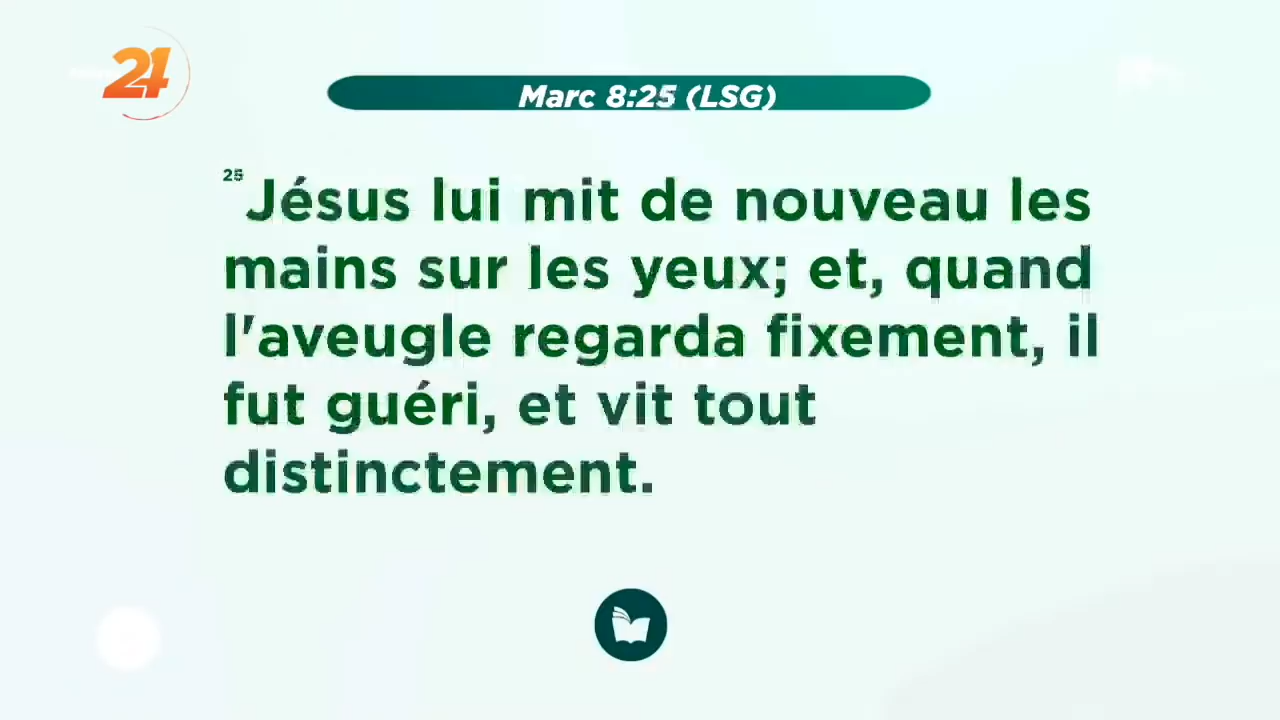 24
Marc 8:25 (LSG)
25 Jésus lui mit de nouveau les
mains sur les yeux; et, quand
l'aveugle regarda fixement, il
fut guéri, et vit tout
distinctement.